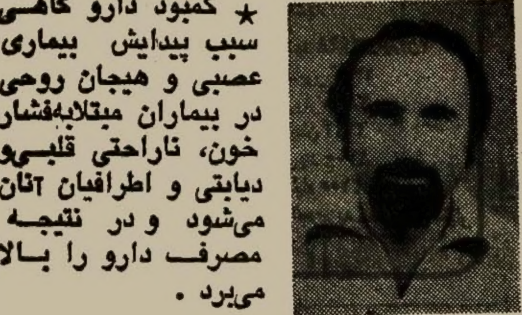 ★ کمبود دارو گاهی
سبب پیدایش بیماری
عصبی و هیجان روحی
در بیماران مبتلابه‌فشار
خون، ناراحتی قلبی‌و
دیابتی و اطرافیان آنان
می‌شود و در نتیجه
مصرف دارو را بالا
می‌برد .